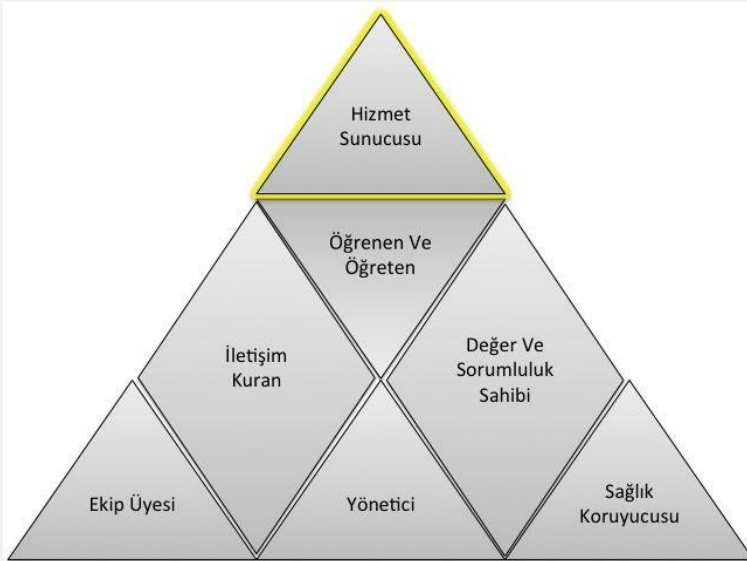 Hizmet
Sunucusu
Öğrenen Ve
Öğreten
İletişim
Kuran
Değer Ve
Sorumluluk
Sahibi
Ekip Üyesi
Yönetici
Sağlık
Koruyucusu